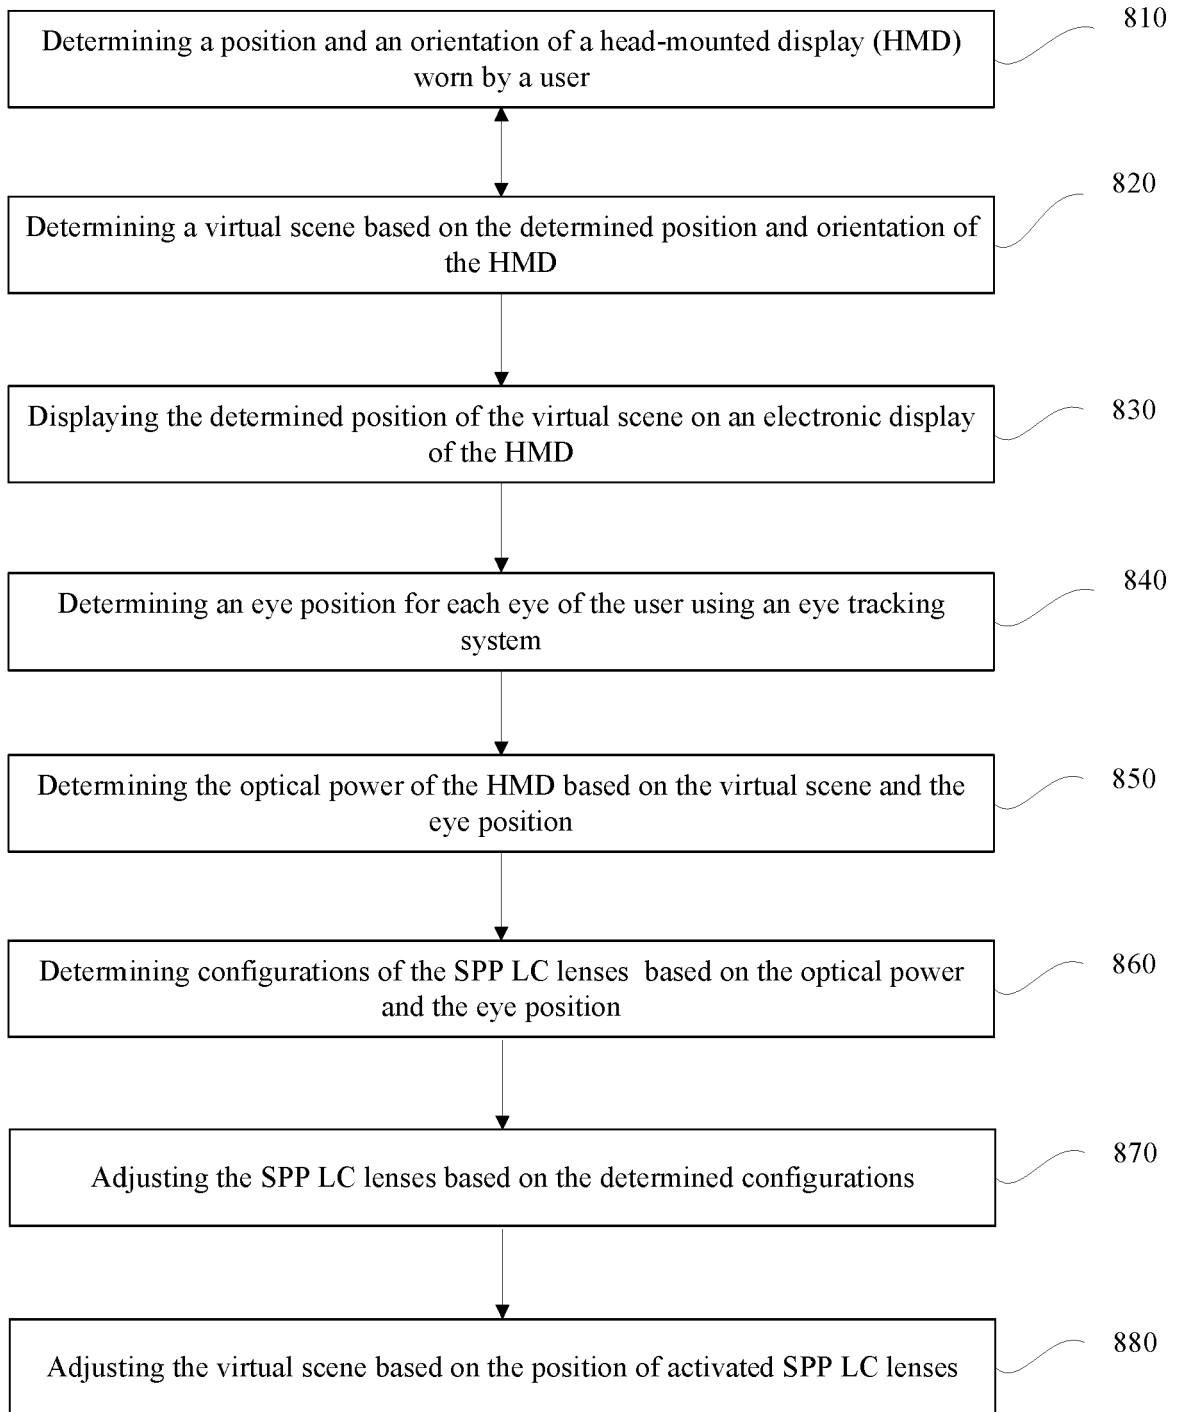 Determining a position and an orientation of a head-mounted display (HMD)
worn by a user
810
Determining a virtual scene based on the determined position and orientation of
the HMD
820
Displaying the determined position of the virtual scene on an electronic display
of the HMD
830
Determining an eye position for each eye of the user using an eye tracking
system
840
Determining the optical power of the HMD based on the virtual scene and the
eye position
850
Determining configurations of the SPP LC lenses based on the optical power
and the eye position
860
Adjusting the SPP LC lenses based on the determined configurations
870
Adjusting the virtual scene based on the position of activated SPP LC lenses
880